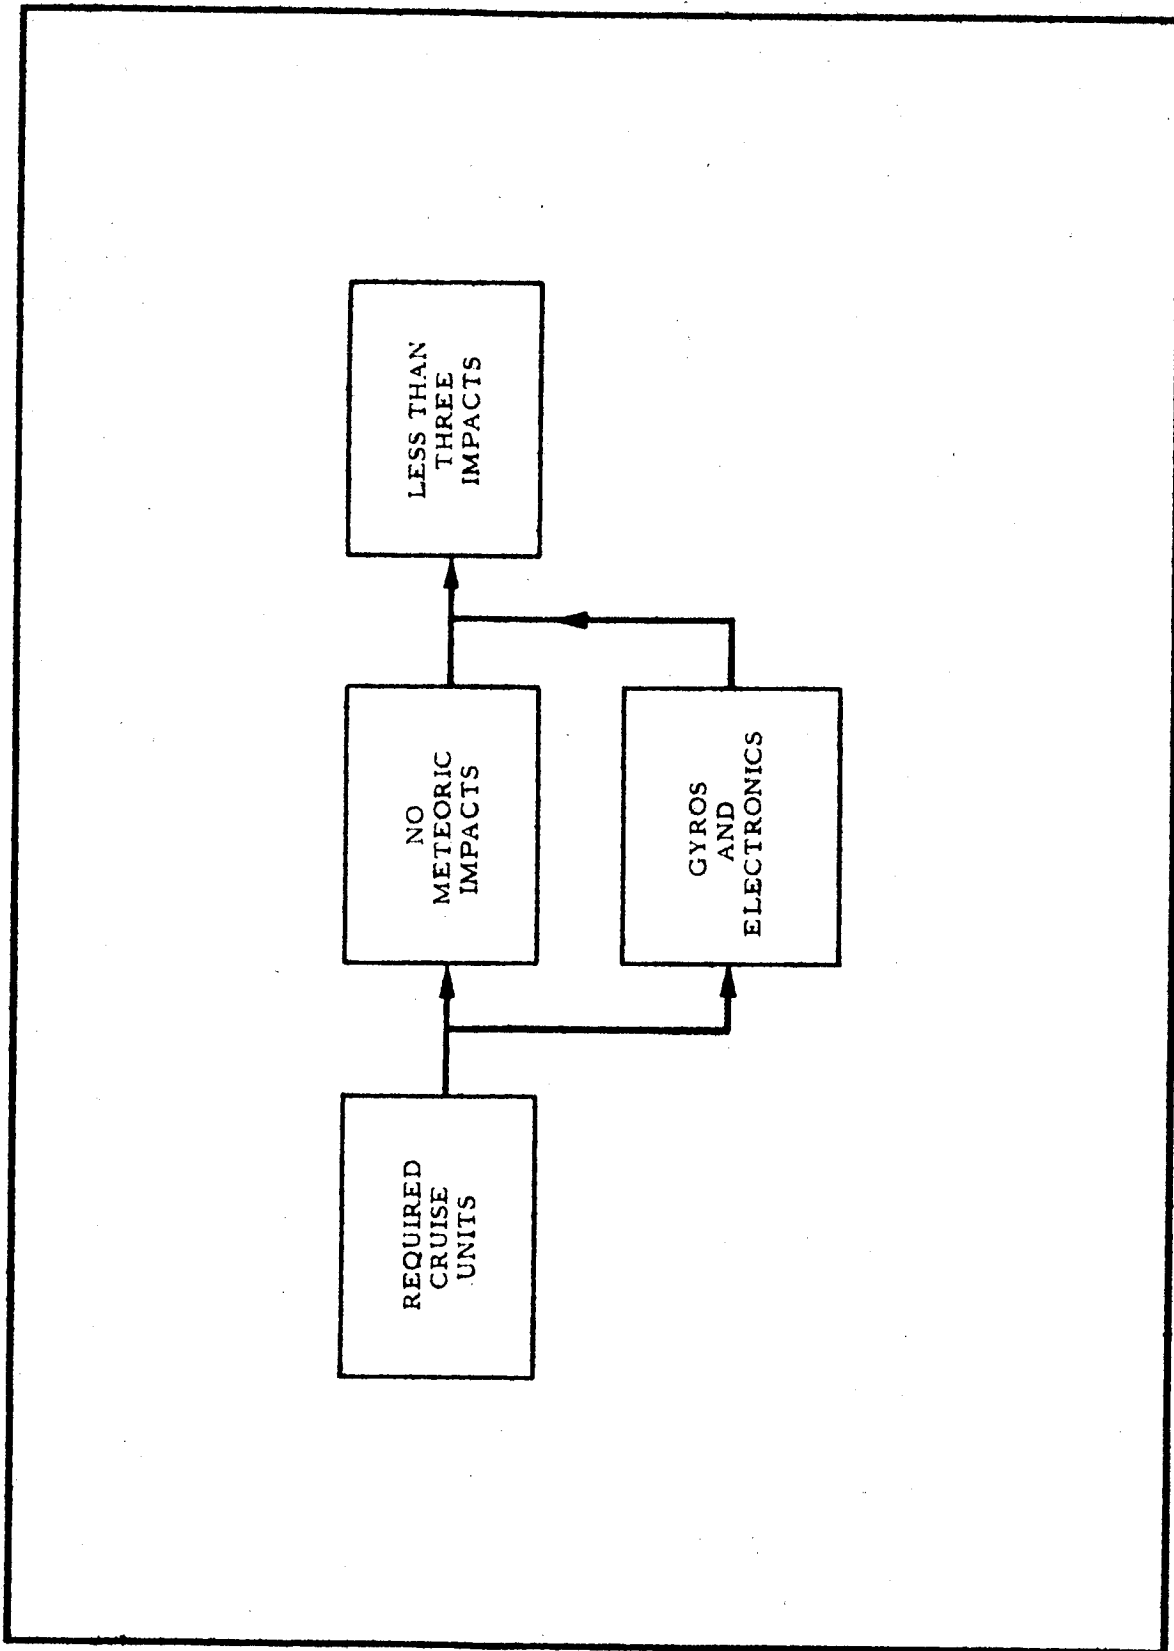 REQUIRED
CRUISE
UNITS
NO
METEORIC
IMPACTS
GYROS
AND
ELECTRONICS
LESS THAN
THREE
IMPACTS